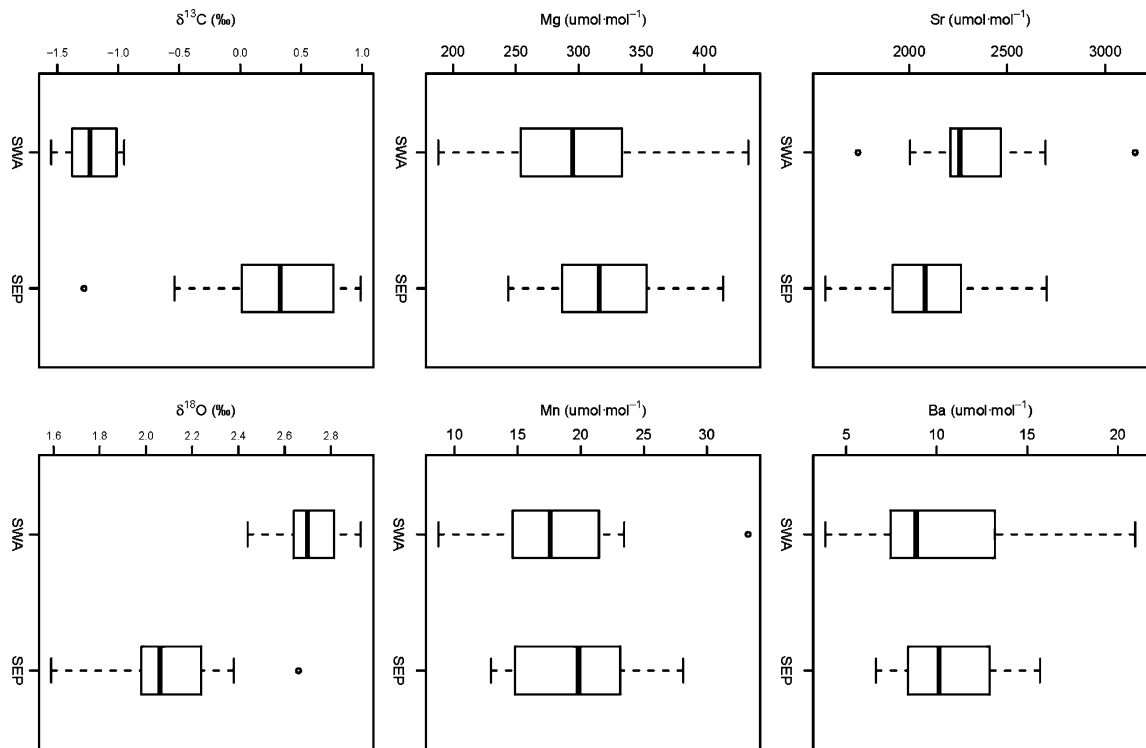 δ¹³C (‰)
−1.5 −1.0 −0.5 0.0 0.5 1.0
SWA
SEP
Mg (umol·mol⁻¹)
200 250 300 350 400
SWA
SEP
Sr (umol·mol⁻¹)
2000 2500 3000
SWA
SEP
δ¹⁸O (‰)
1.6 1.8 2.0 2.2 2.4 2.6 2.8
SWA
SEP
Mn (umol·mol⁻¹)
10 15 20 25 30
SWA
SEP
Ba (umol·mol⁻¹)
5 10 15 20
SWA
SEP